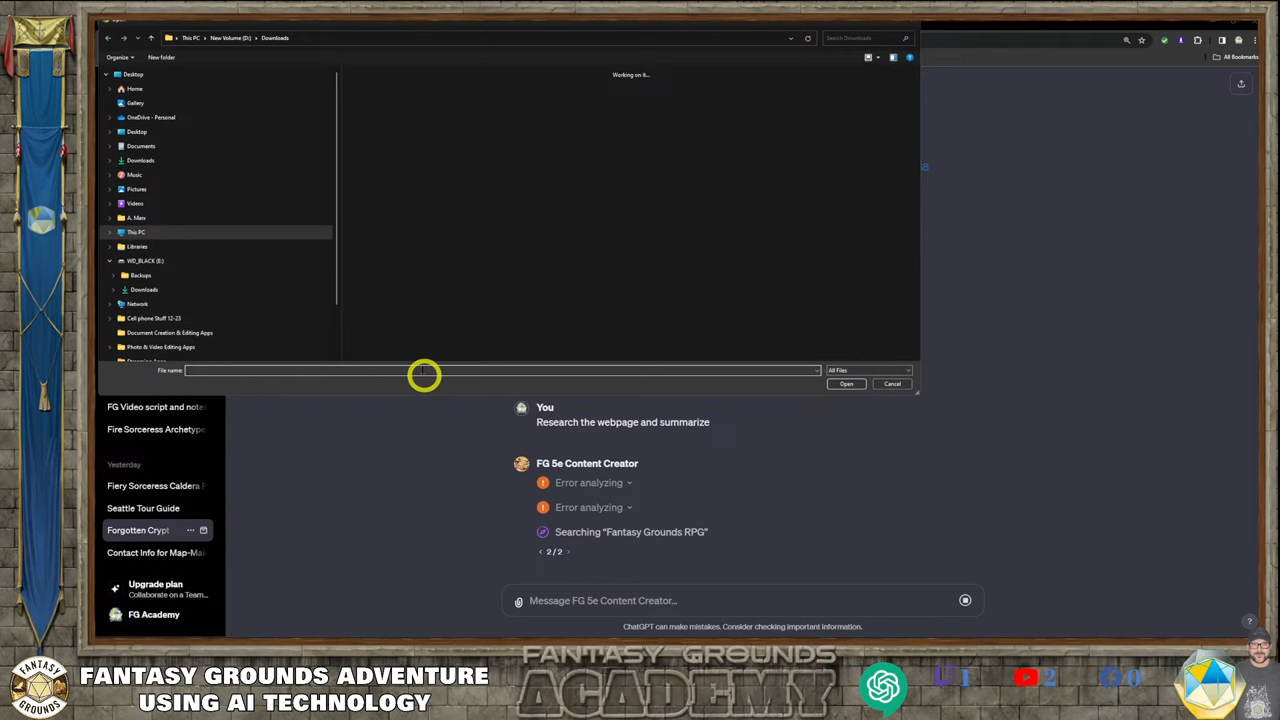 This PC
New Volume (D:)
Downloads
Search Downloads
Organize
New folder
All Bookmarks
Working on it...
Desktop
Home
Gallery
OneDrive - Personal
Desktop
Documents
Downloads
Music
Pictures
Videos
A. Marx
This PC
Libraries
WD_BLACK (E:)
Backups
Downloads
Network
Cell phone Stuff 12-23
Document Creation & Editing Apps
Photo & Video Editing Apps
File name:
All Files
Open
Cancel
FG Video script and note
Fire Sorceress Archetype
Yesterday
Fiery Sorceress Caldera
Seattle Tour Guide
Forgotten Crypt
Contact Info for Map-Ma
Upgrade plan
Collaborate on a Team...
FG Academy
You
Research the webpage and summarize
FG 5e Content Creator
Error analyzing
Error analyzing
Searching “Fantasy Grounds RPG”
2/2
Message FG 5e Content Creator...
ChatGPT can make mistakes. Consider checking important information.
?
FANTASY
GROUNDS
FANTASY GROUNDS ADVENTURE
USING AI TECHNOLOGY
FANTASY GROUNDS
ACADEMY
1
2
0